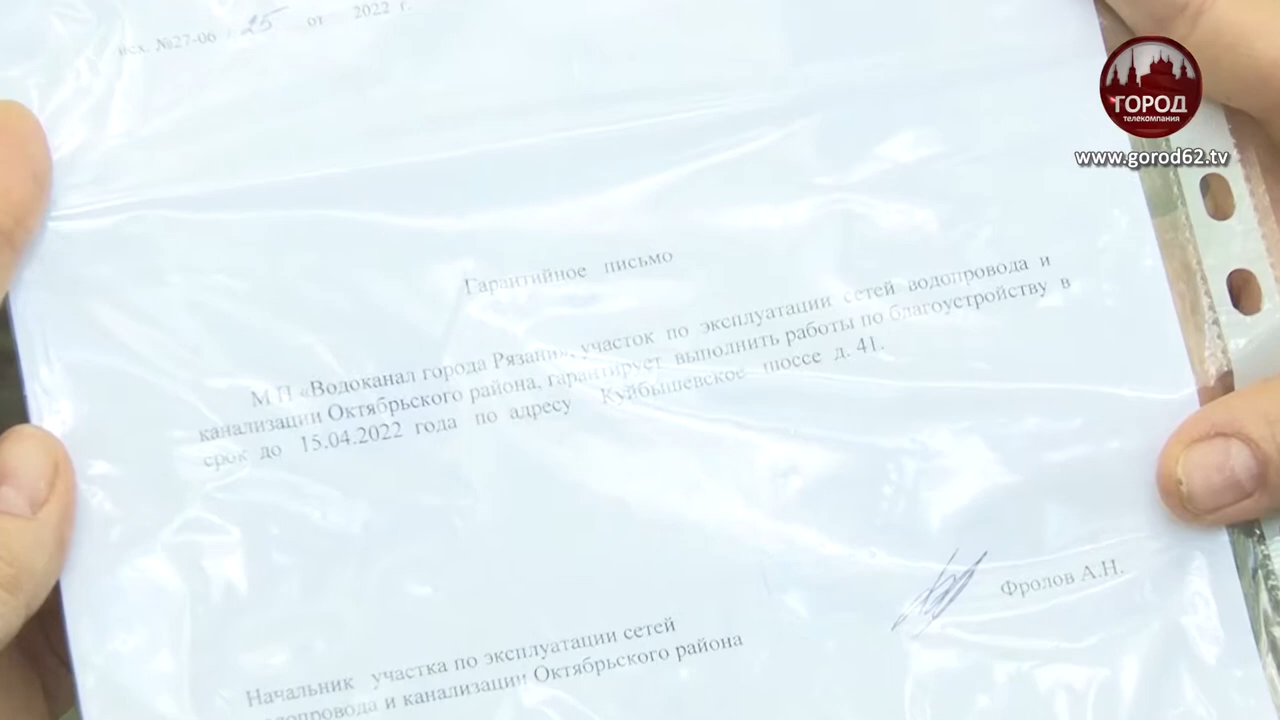 исх. №27-06 25 от 2022 г.
ГОРОД
телекомпания
www.gorod62.tv
Гарантийное письмо
М П «Водоканал города Рязани», участок по эксплуатации сетей водопровода и
канализации Октябрьского района, гарантирует выполнить работы по благоустройству в
срок до 15.04.2022 года по адресу Куйбышевское шоссе д. 41.
Фролов А.Н.
Начальник участка по эксплуатации сетей
водопровода и канализации Октябрьского района